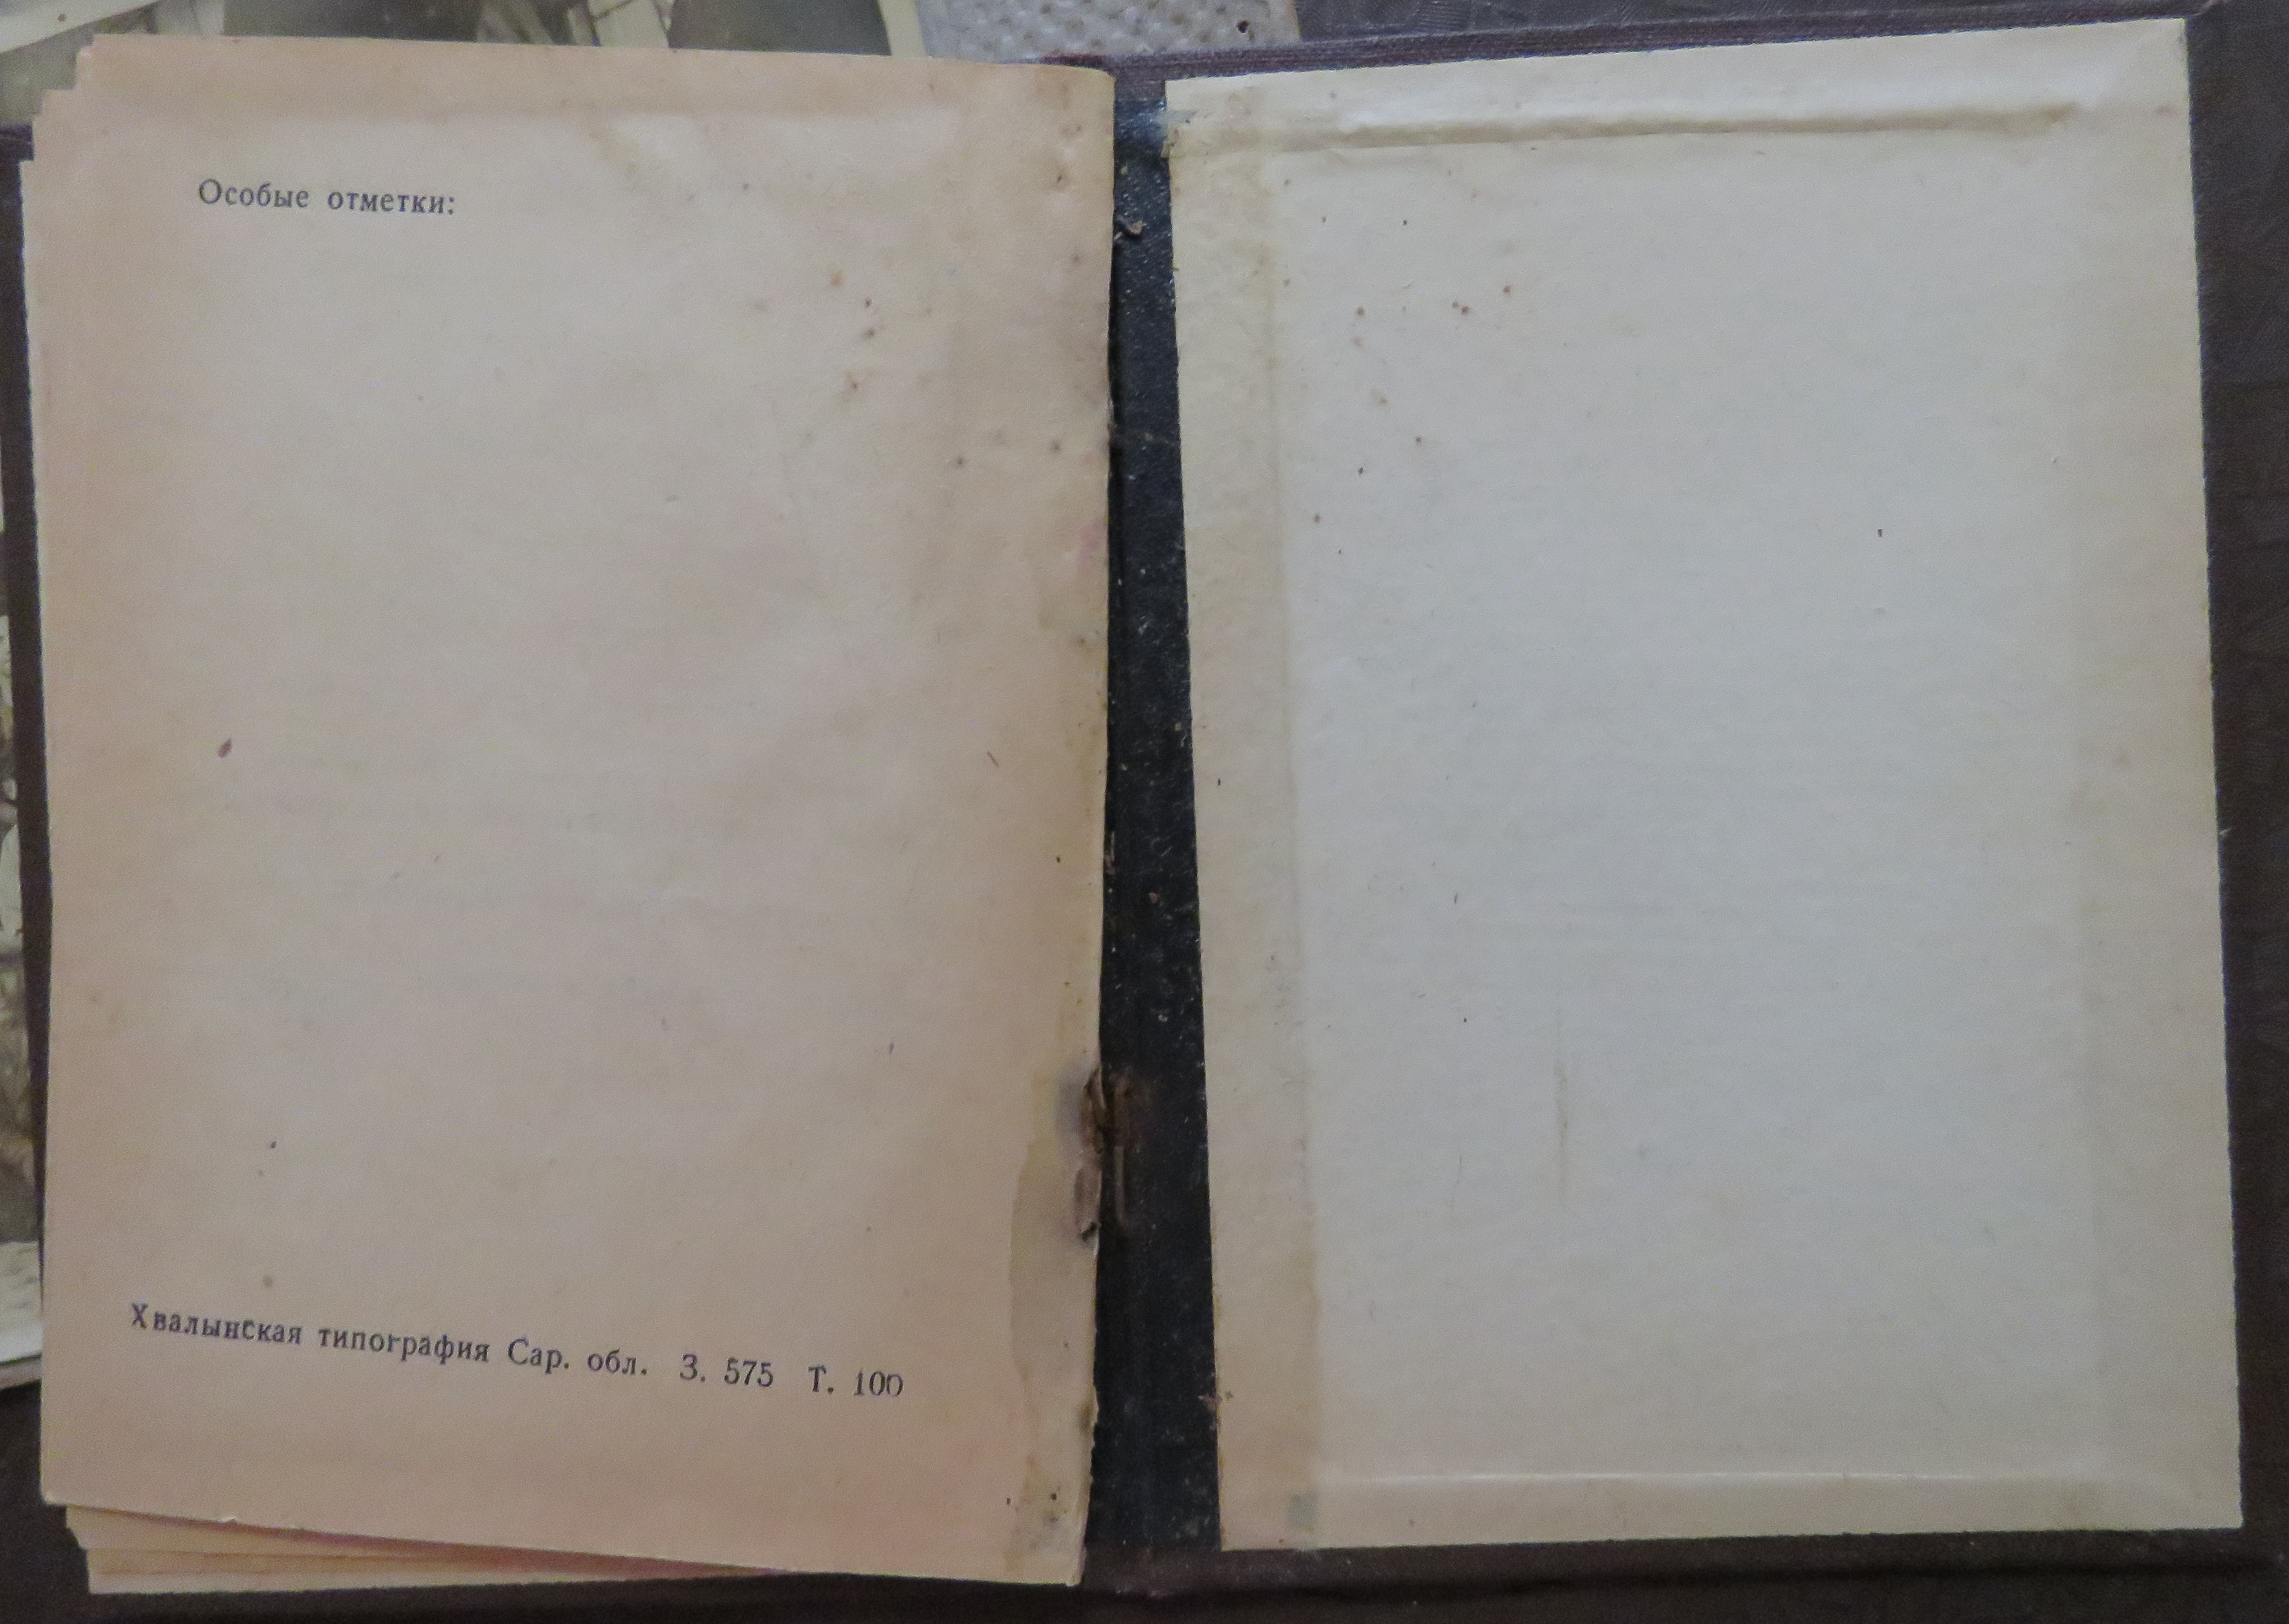 Особые отметки:
Хвалынская типография Сар. обл. З. 575 Т. 100